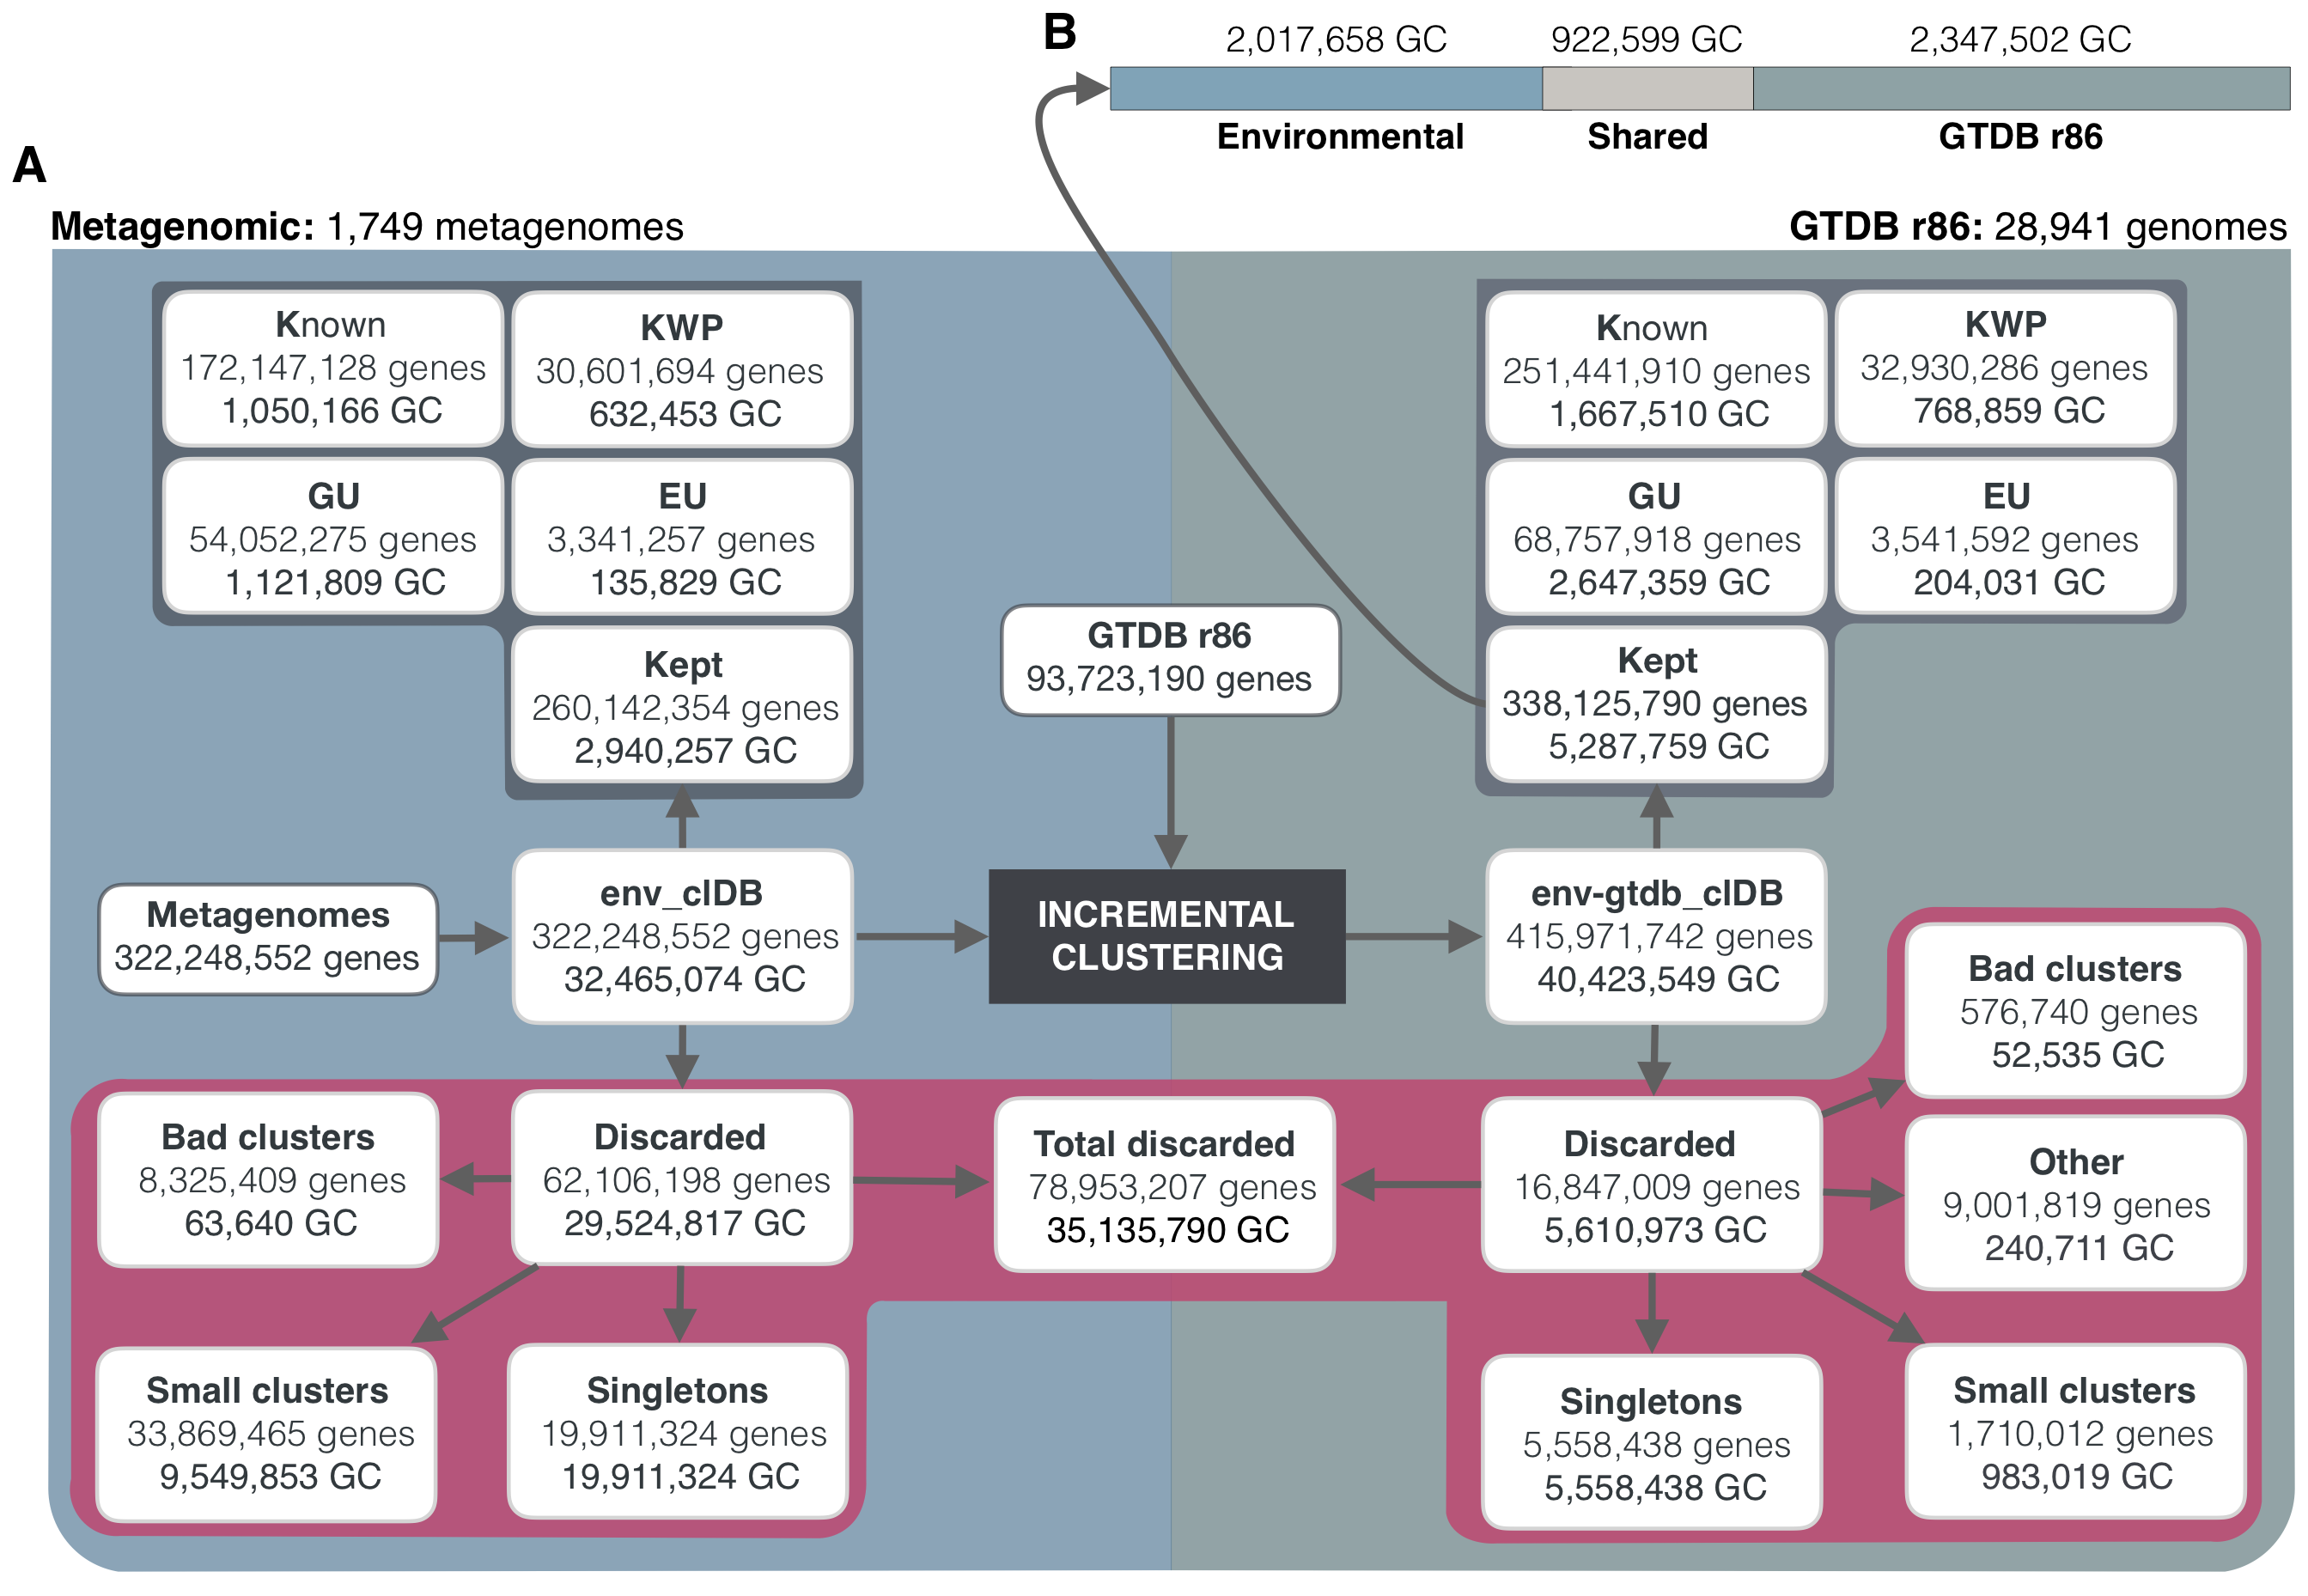 B
2,017,658 GC
922,599 GC
2,347,502 GC
Environmental
Shared
GTDB r86
A
Metagenomic: 1,749 metagenomes
GTDB r86: 28,941 genomes
Known
172,147,128 genes
1,050,166 GC
KWP
30,601,694 genes
632,453 GC
GU
54,052,275 genes
1,121,809 GC
EU
3,341,257 genes
135,829 GC
Kept
260,142,354 genes
2,940,257 GC
Known
251,441,910 genes
1,667,510 GC
KWP
32,930,286 genes
768,859 GC
GU
68,757,918 genes
2,647,359 GC
EU
3,541,592 genes
204,031 GC
Kept
338,125,790 genes
5,287,759 GC
GTDB r86
93,723,190 genes
Metagenomes
322,248,552 genes
env_clDB
322,248,552 genes
32,465,074 GC
INCREMENTAL
CLUSTERING
env-gtdb_clDB
415,971,742 genes
40,423,549 GC
Bad clusters
8,325,409 genes
63,640 GC
Discarded
62,106,198 genes
29,524,817 GC
Total discarded
78,953,207 genes
35,135,790 GC
Discarded
16,847,009 genes
5,610,973 GC
Bad clusters
576,740 genes
52,535 GC
Other
9,001,819 genes
240,711 GC
Small clusters
33,869,465 genes
9,549,853 GC
Singletons
19,911,324 genes
19,911,324 GC
Singletons
5,558,438 genes
5,558,438 GC
Small clusters
1,710,012 genes
983,019 GC